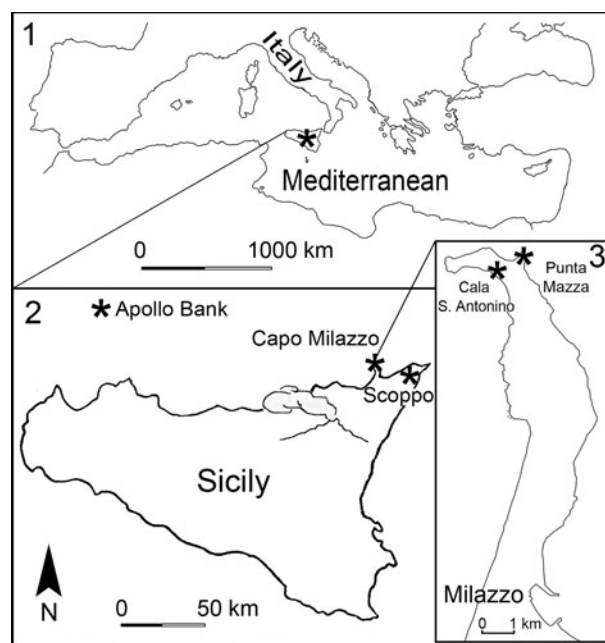 1
Italy
Mediterranean
0 1000 km
2
* Apollo Bank
Capo Milazzo
Scoppo
Sicily
N
0 50 km
3
Punta
Mazza
Cala
S. Antonino
Milazzo
0 1 km